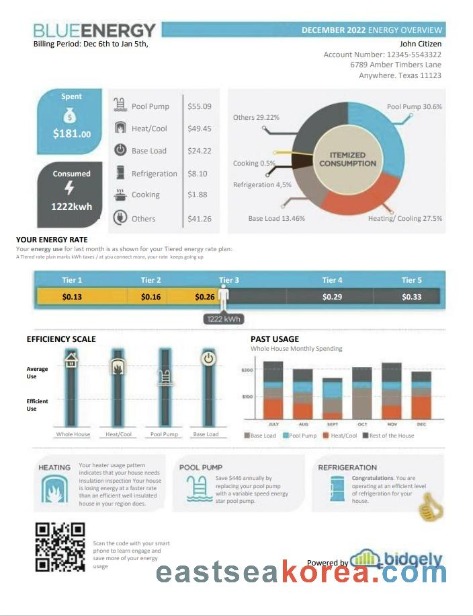 BLUEENERGY
DECEMBER 2022 ENERGY OVERVIEW
Billing Period: Dec 6th to Jan 5th,
John Citizen
Account Number: 12345-5543322
6789 Amber Timbers Lane
Anywhere. Texas 11123
Spent
$181.00
Consumed
1222kwh
Pool Pump $55.09
Heat/Cool $49.45
Base Load $24.22
Refrigeration $8.10
Cooking $1.88
Others $41.26
Others 29.22%
Pool Pump 30.6%
Cooking 0.5%
Refrigeration 4,5%
Base Load 13.46%
Heating/ Cooling 27.5%
ITEMIZED
CONSUMPTION
YOUR ENERGY RATE
Your energy use for last month is as shown for your Tiered energy rate plan:
Tier 1 Tier 2 Tier 3 Tier 4 Tier 5
$0.13 $0.16 $0.26 $0.29 $0.33
1222 kWh
EFFICIENCY SCALE
Average
Use
Efficient
Use
Whole House Heat/Cool Pool Pump Base Load
PAST USAGE
Whole House Monthly Spending
JULY AUG SEPT OCT NOV DEC
Base Load Pool Pump Heat/Cool Rest of the House
HEATING
Your heater usage pattern
indicates that your house needs
insulation inspection Your house
is losing energy at a faster rate
than an efficient well insulated
house in your region does.
POOL PUMP
Save $446 annually by
replacing your pool pump
with a variable speed energy
star pool pump.
REFRIGERATION
Congratulations. You are
operating at an efficient level
of refrigeration for your
house.
Scan the code with your smart
phone to learn engage and
save more of your energy
usage
Powered by bidgely
eastseakorea.com